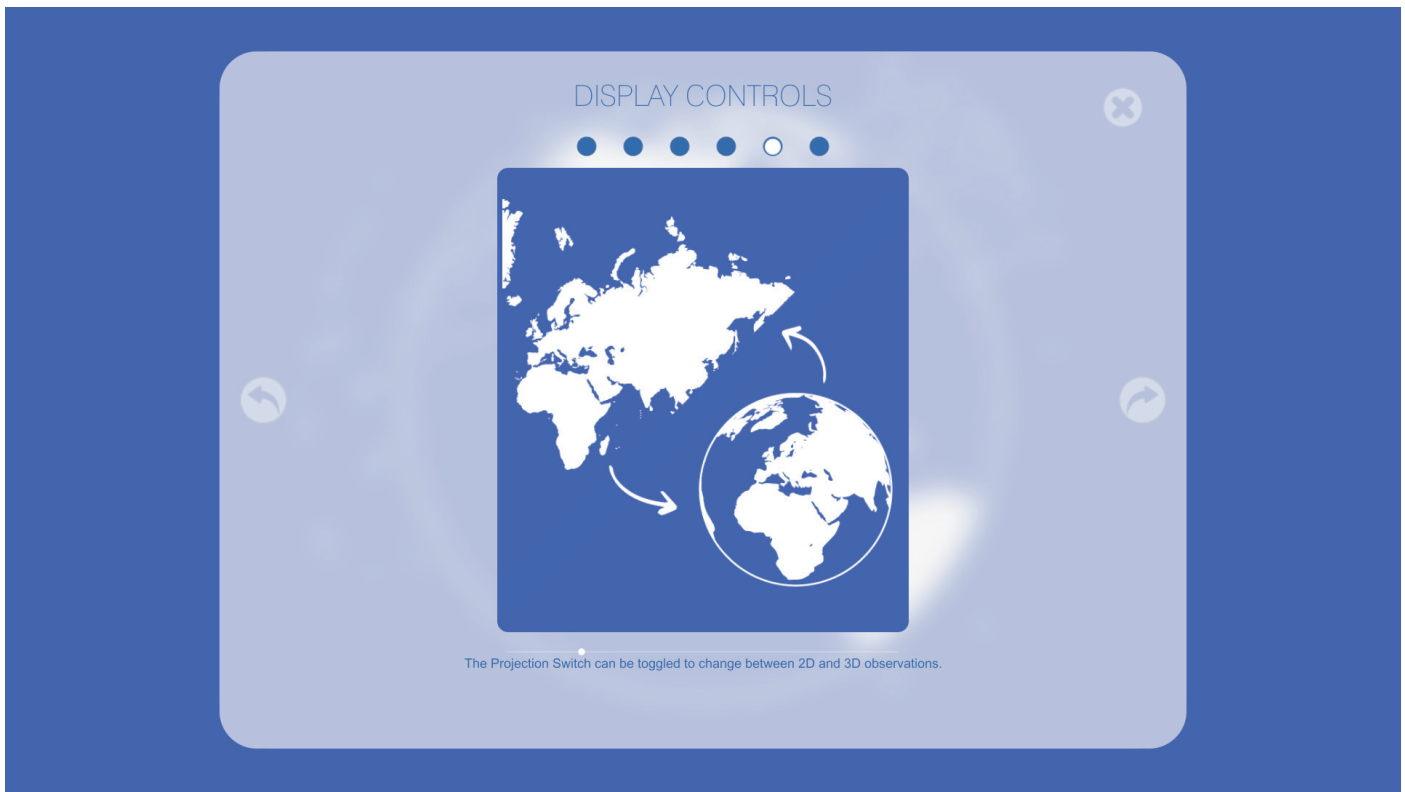 DISPLAY CONTROLS
The Projection Switch can be toggled to change between 2D and 3D observations.